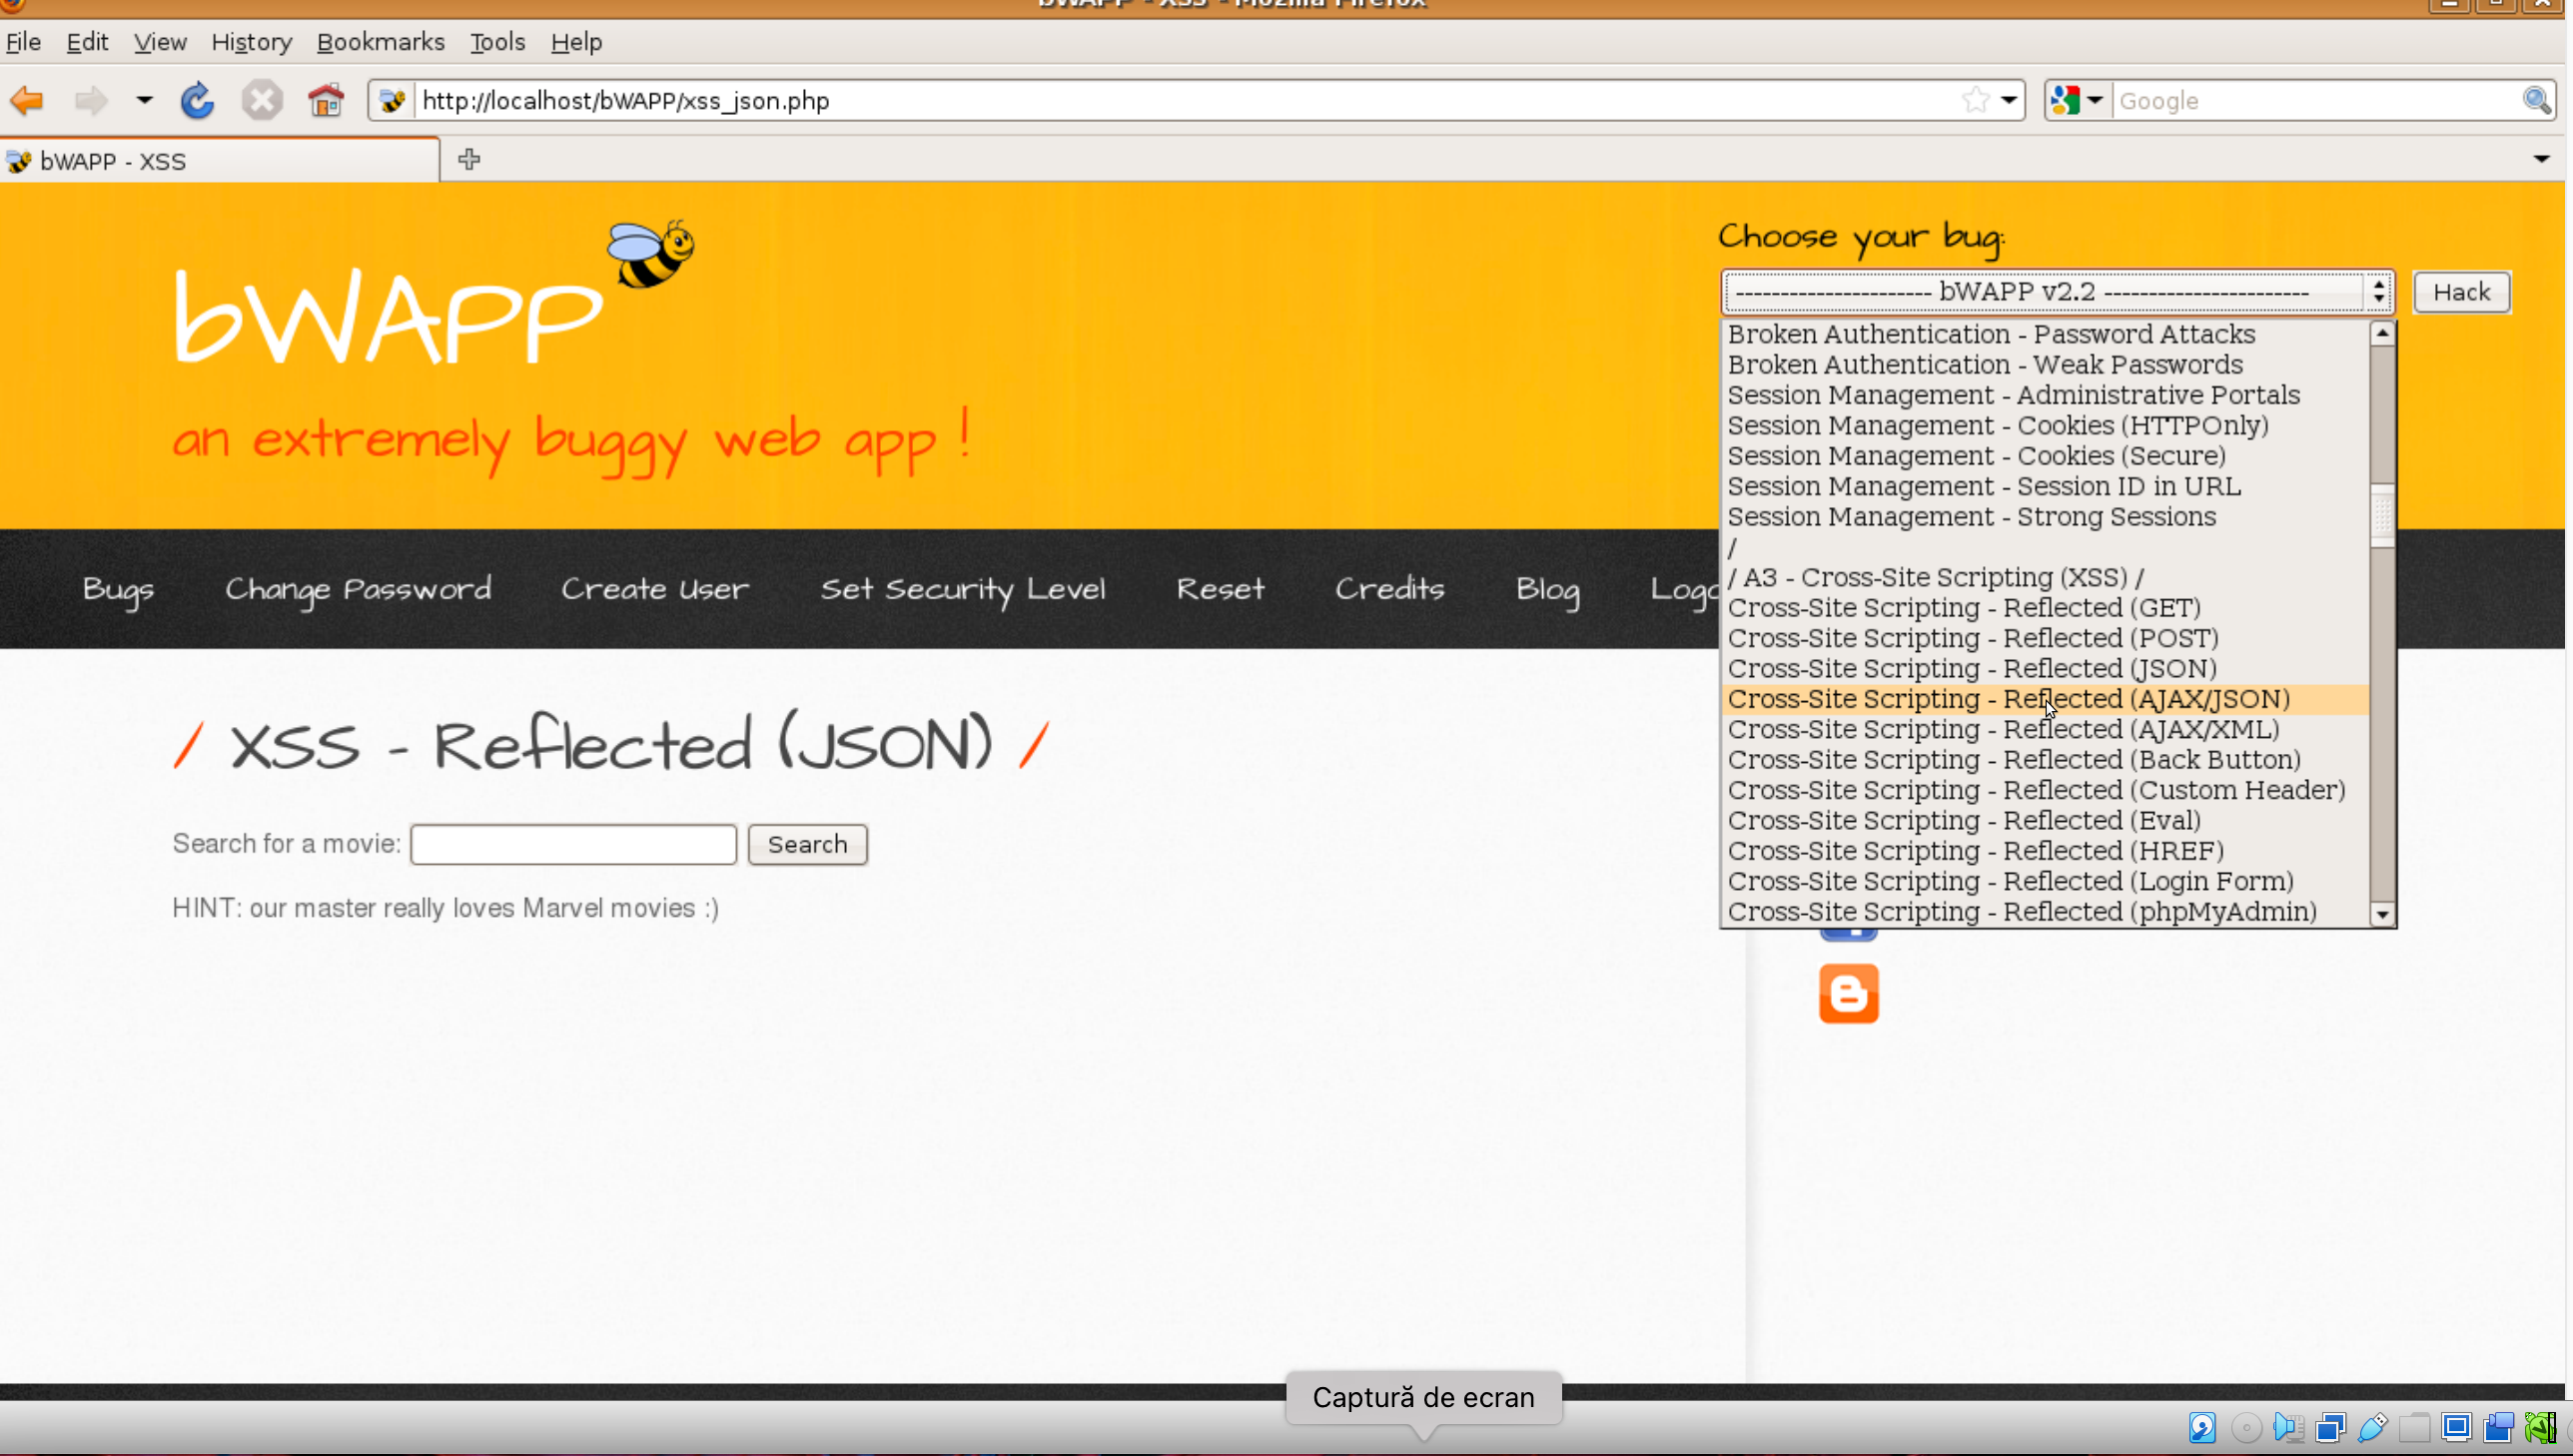 bWAPP - XSS - Mozilla Firefox
File Edit View History Bookmarks Tools Help
http://localhost/bWAPP/xss_json.php
Google
bWAPP - XSS
bWAPP
an extremely buggy web app !
Choose your bug:
---------------------- bWAPP v2.2 -----------------------
Hack
Broken Authentication - Password Attacks
Broken Authentication - Weak Passwords
Session Management - Administrative Portals
Session Management - Cookies (HTTPOnly)
Session Management - Cookies (Secure)
Session Management - Session ID in URL
Session Management - Strong Sessions
/
/ A3 - Cross-Site Scripting (XSS) /
Cross-Site Scripting - Reflected (GET)
Cross-Site Scripting - Reflected (POST)
Cross-Site Scripting - Reflected (JSON)
Cross-Site Scripting - Reflected (AJAX/JSON)
Cross-Site Scripting - Reflected (AJAX/XML)
Cross-Site Scripting - Reflected (Back Button)
Cross-Site Scripting - Reflected (Custom Header)
Cross-Site Scripting - Reflected (Eval)
Cross-Site Scripting - Reflected (HREF)
Cross-Site Scripting - Reflected (Login Form)
Cross-Site Scripting - Reflected (phpMyAdmin)
Bugs Change Password Create User Set Security Level Reset Credits Blog Logo
/ XSS - Reflected (JSON) /
Search for a movie: Search
HINT: our master really loves Marvel movies :)
Captură de ecran